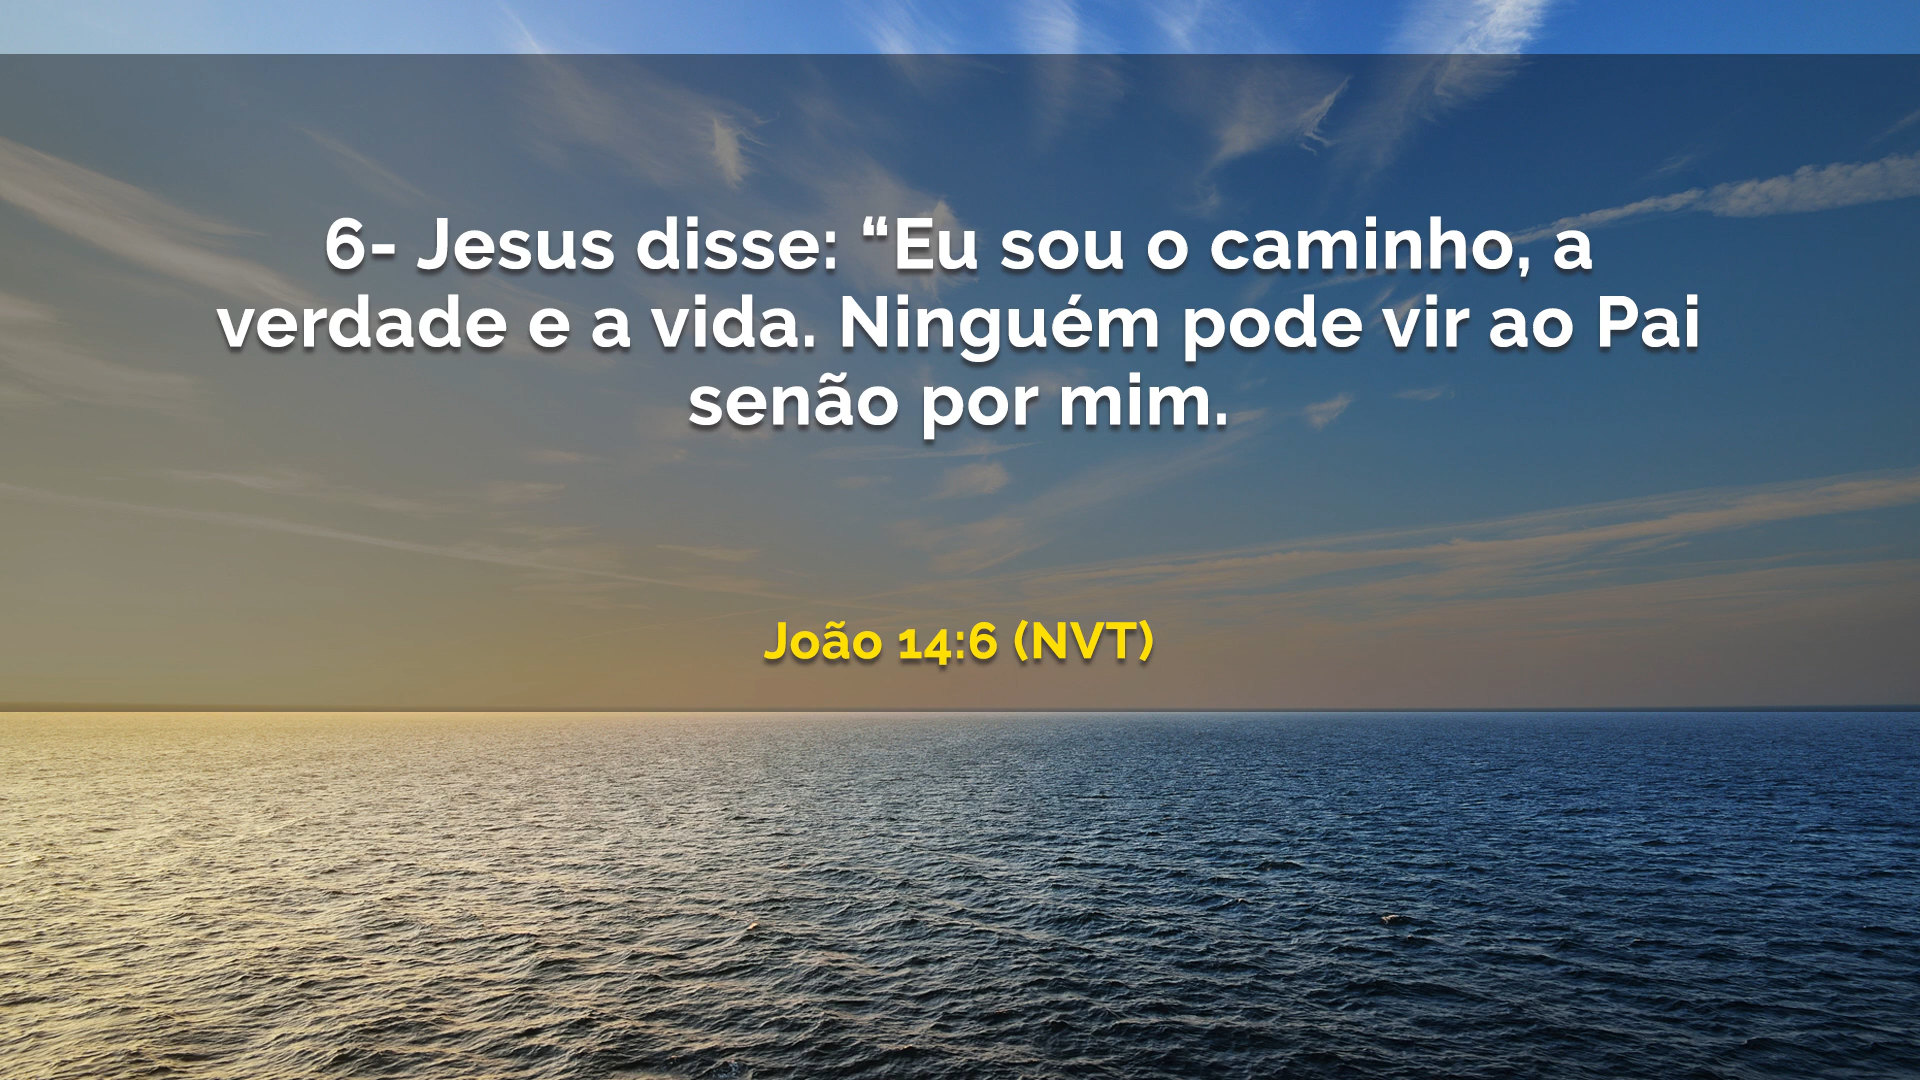 6- Jesus disse: “Eu sou o caminho, a
verdade e a vida. Ninguém pode vir ao Pai
senão por mim.
João 14:6 (NVT)